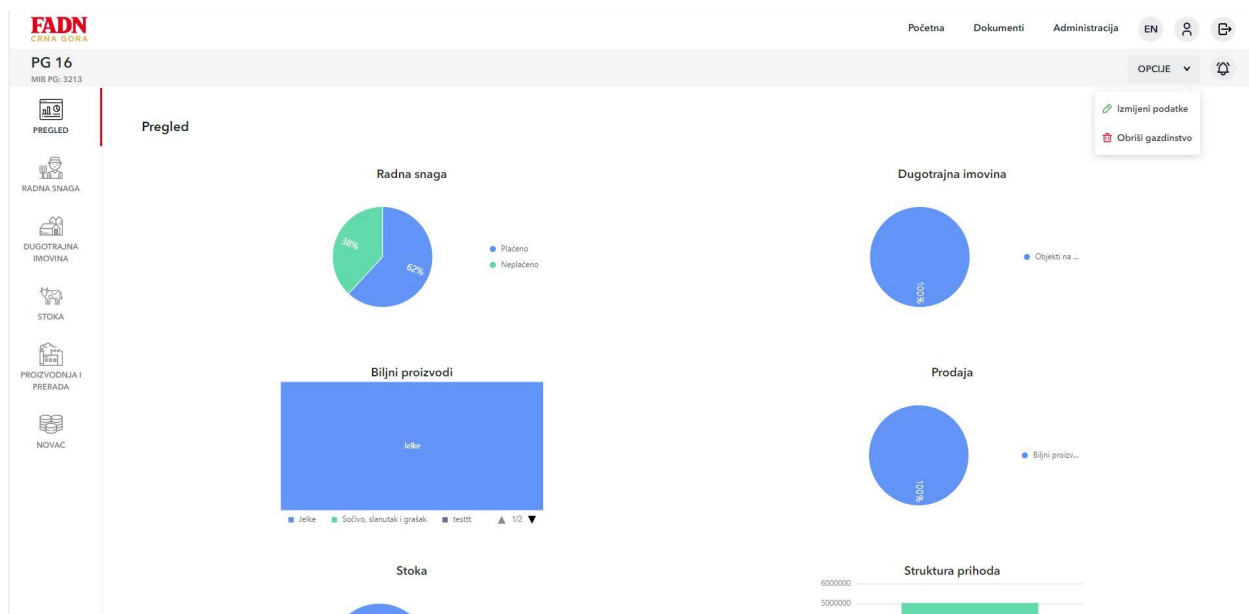 FADN
CRNA GORA
Početna Dokumenti Administracija EN
PG 16
MIB PG: 3213
OPCIJE
Izmijeni podatke
Obriši gazdinstvo
PREGLED
RADNA SNAGA
DUGOTRAJNA
IMOVINA
STOKA
PROIZVODNJA I
PRERADA
NOVAC
Pregled
Radna snaga
38%
62%
Plaćeno
Neplaćeno
Dugotrajna imovina
100%
Objekti na ...
Biljni proizvodi
Jelke
Jelke Sočivo, slanutak i grašak testtt 1/2
Prodaja
100%
Biljni proizv...
Stoka
Struktura prihoda
6000000
5000000